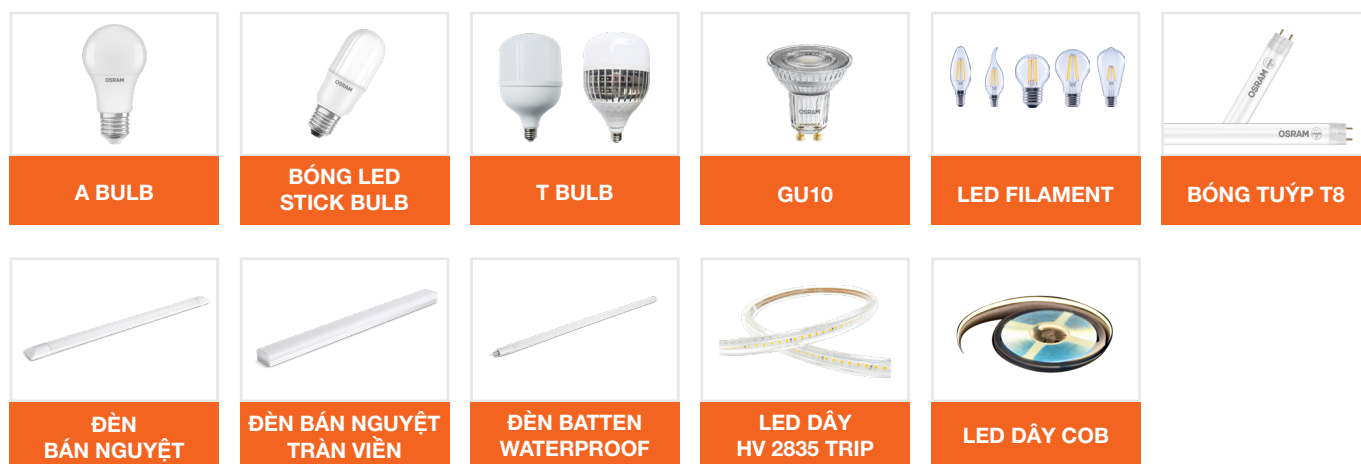 OSRAM
OSRAM
OSRAM
OSRAM
OSRAM
A BULB
BÓNG LED
STICK BULB
T BULB
GU10
LED FILAMENT
BÓNG TUÝP T8
ĐÈN
BÁN NGUYỆT
ĐÈN BÁN NGUYỆT
TRÀN VIỀN
ĐÈN BATTEN
WATERPROOF
LED DÂY
HV 2835 TRIP
LED DÂY COB